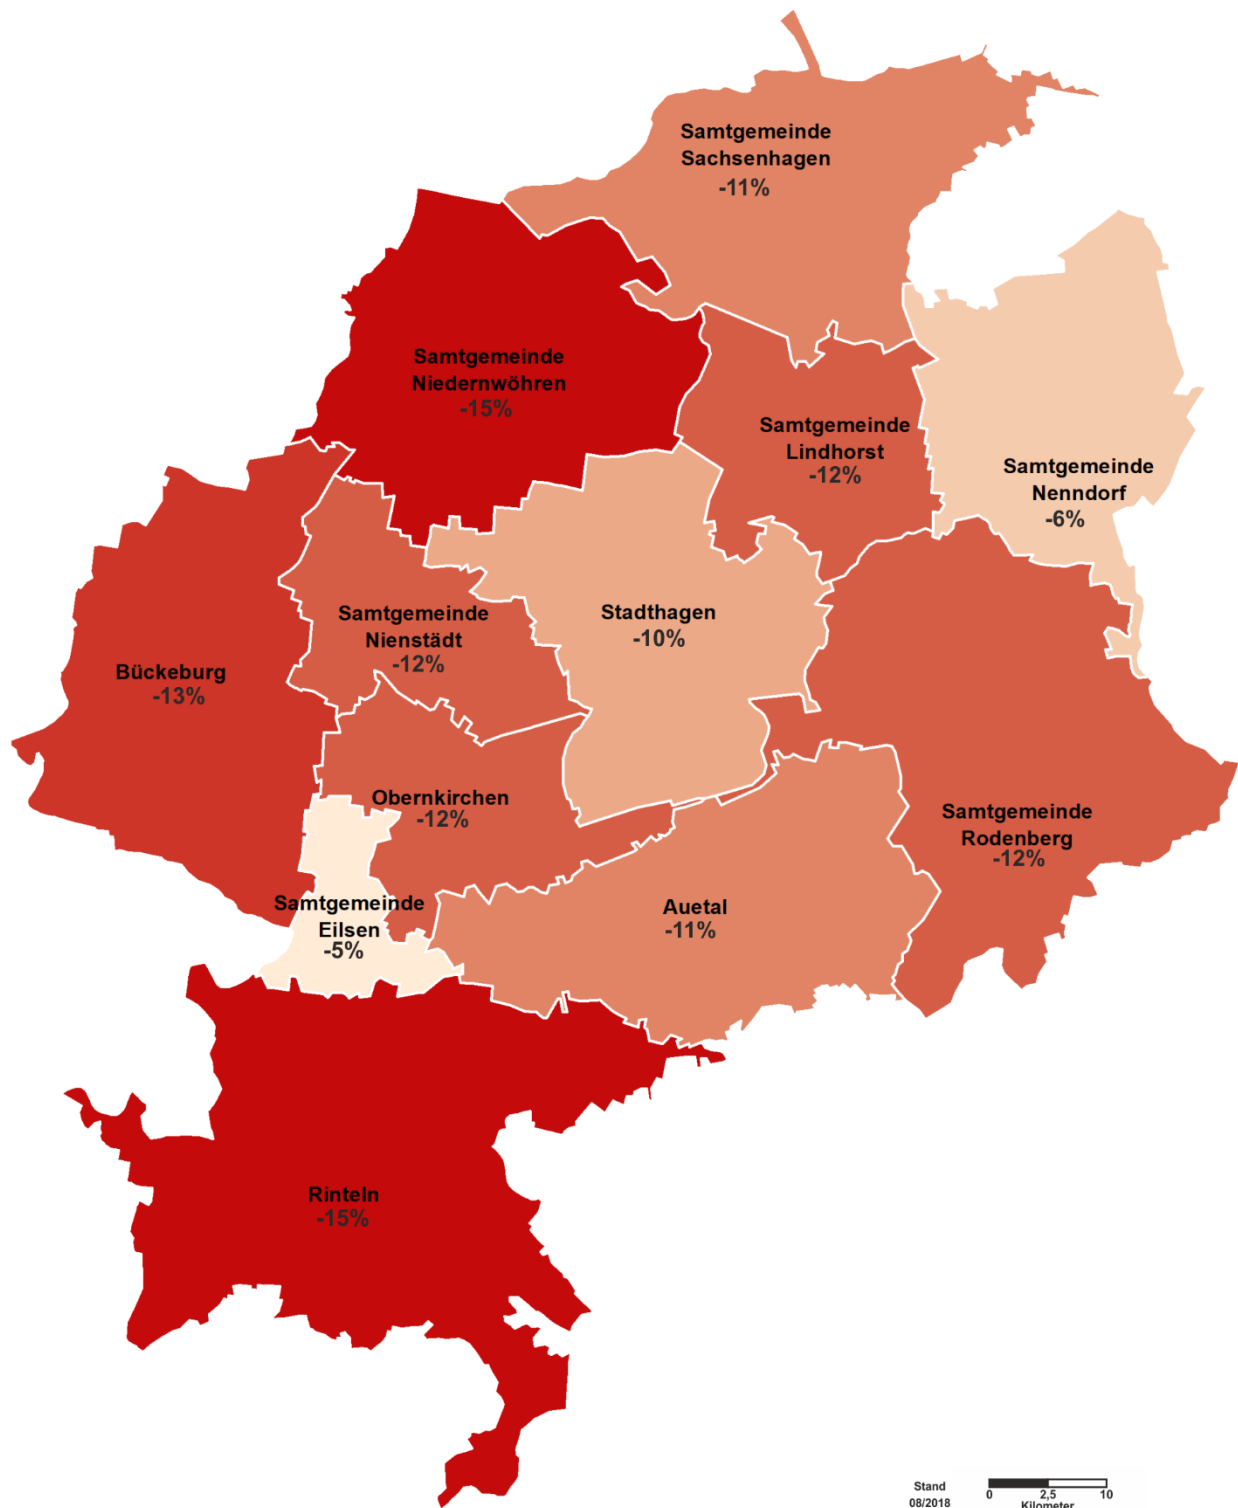 Samtgemeinde
Sachsenhagen
-11%
Samtgemeinde
Niedernwöhren
-15%
Samtgemeinde
Lindhorst
-12%
Samtgemeinde
Nenndorf
-6%
Samtgemeinde
Nienstädt
-12%
Stadthagen
-10%
Bückeburg
-13%
Obernkirchen
-12%
Samtgemeinde
Rodenberg
-12%
Samtgemeinde
Eilsen
-5%
Auetal
-11%
Rinteln
-15%
Stand
08/2018
0 2,5 10
Kilometer